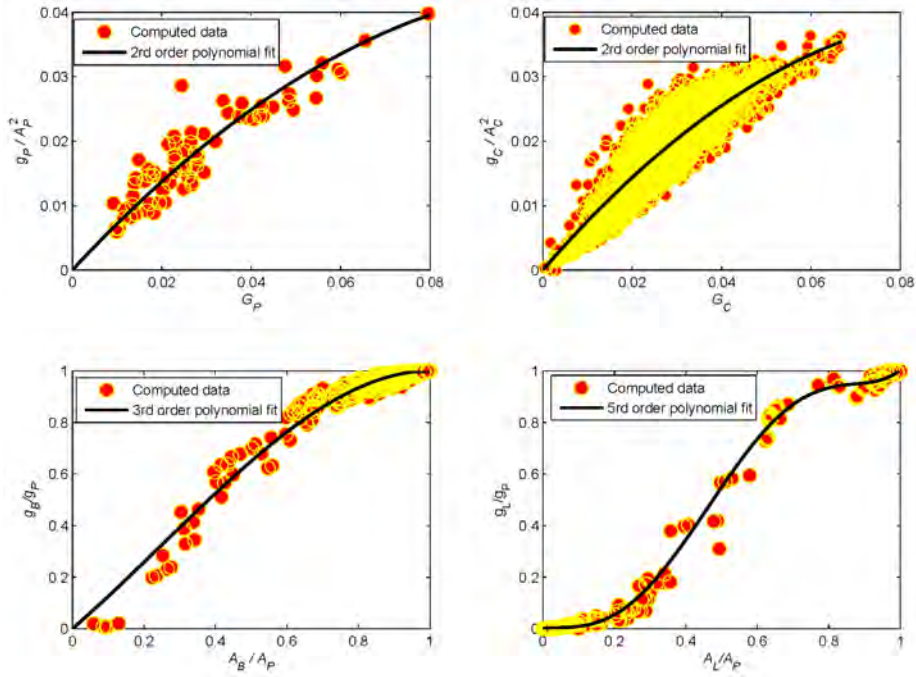 0.04
0.03
0.02
0.01
0
g_P / A_P^2
Computed data
2rd order polynomial fit
0 0.02 0.04 0.06 0.08
G_P
0.04
0.03
0.02
0.01
0
g_C / A_C^2
Computed data
2rd order polynomial fit
0 0.02 0.04 0.06 0.08
G_C
1
0.8
0.6
0.4
0.2
0
g_B/g_P
Computed data
3rd order polynomial fit
0 0.2 0.4 0.6 0.8 1
A_B / A_P
1
0.8
0.6
0.4
0.2
0
g_L/g_P
Computed data
5rd order polynomial fit
0 0.2 0.4 0.6 0.8 1
A_L/A_P